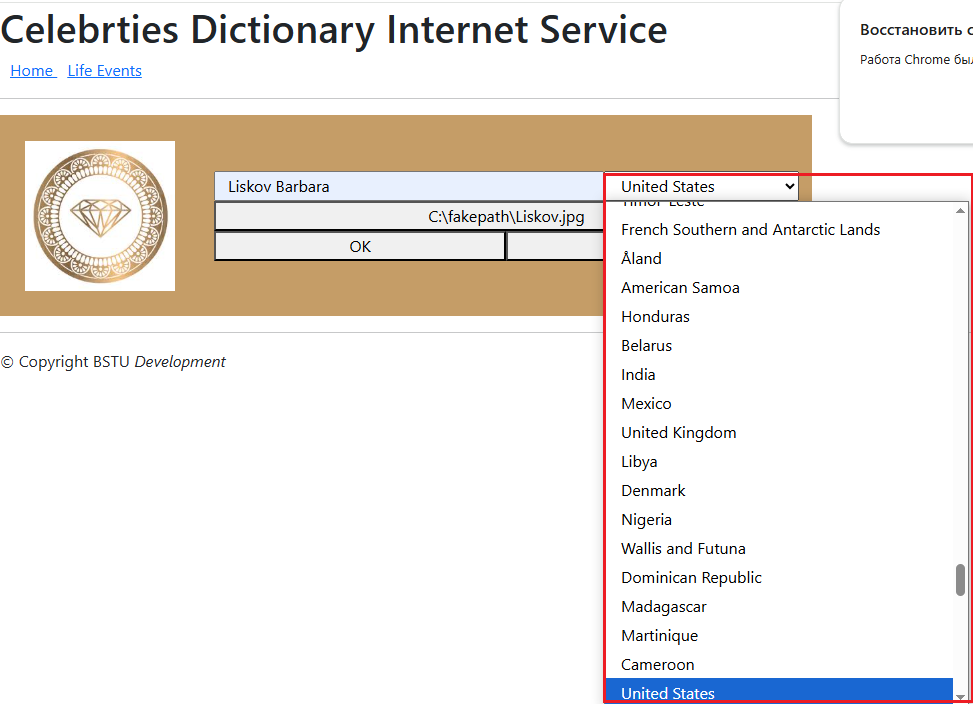 Celebrties Dictionary Internet Service
Home Life Events
Восстановить с
Работа Chrome был
Liskov Barbara
United States
C:\fakepath\Liskov.jpg
OK
Timor-Leste
French Southern and Antarctic Lands
Åland
American Samoa
Honduras
Belarus
India
Mexico
United Kingdom
Libya
Denmark
Nigeria
Wallis and Futuna
Dominican Republic
Madagascar
Martinique
Cameroon
United States
© Copyright BSTU Development